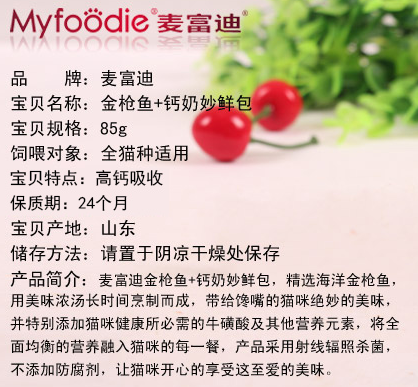 Myfoodie®麦富迪®
品　　牌：麦富迪
宝贝名称：金枪鱼+钙奶妙鲜包
宝贝规格：85g
饲喂对象：全猫种适用
宝贝特点：高钙吸收
保质期：24个月
宝贝产地：山东
储存方法：请置于阴凉干燥处保存
产品简介：麦富迪金枪鱼+钙奶妙鲜包，精选海洋金枪鱼，
用美味浓汤长时间烹制而成，带给馋嘴的猫咪绝妙的美味，
并特别添加猫咪健康所必需的牛磺酸及其他营养元素，将全
面均衡的营养融入猫咪的每一餐，产品采用射线辐照杀菌，
不添加防腐剂，让猫咪开心的享受这至爱的美味。